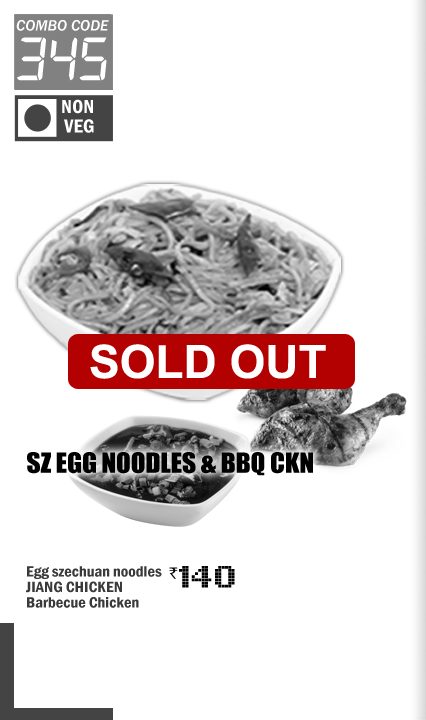 COMBO CODE
345
NON
VEG
SOLD OUT
SZ EGG NOODLES & BBQ CKN
Egg szechuan noodles ₹140
JIANG CHICKEN
Barbecue Chicken